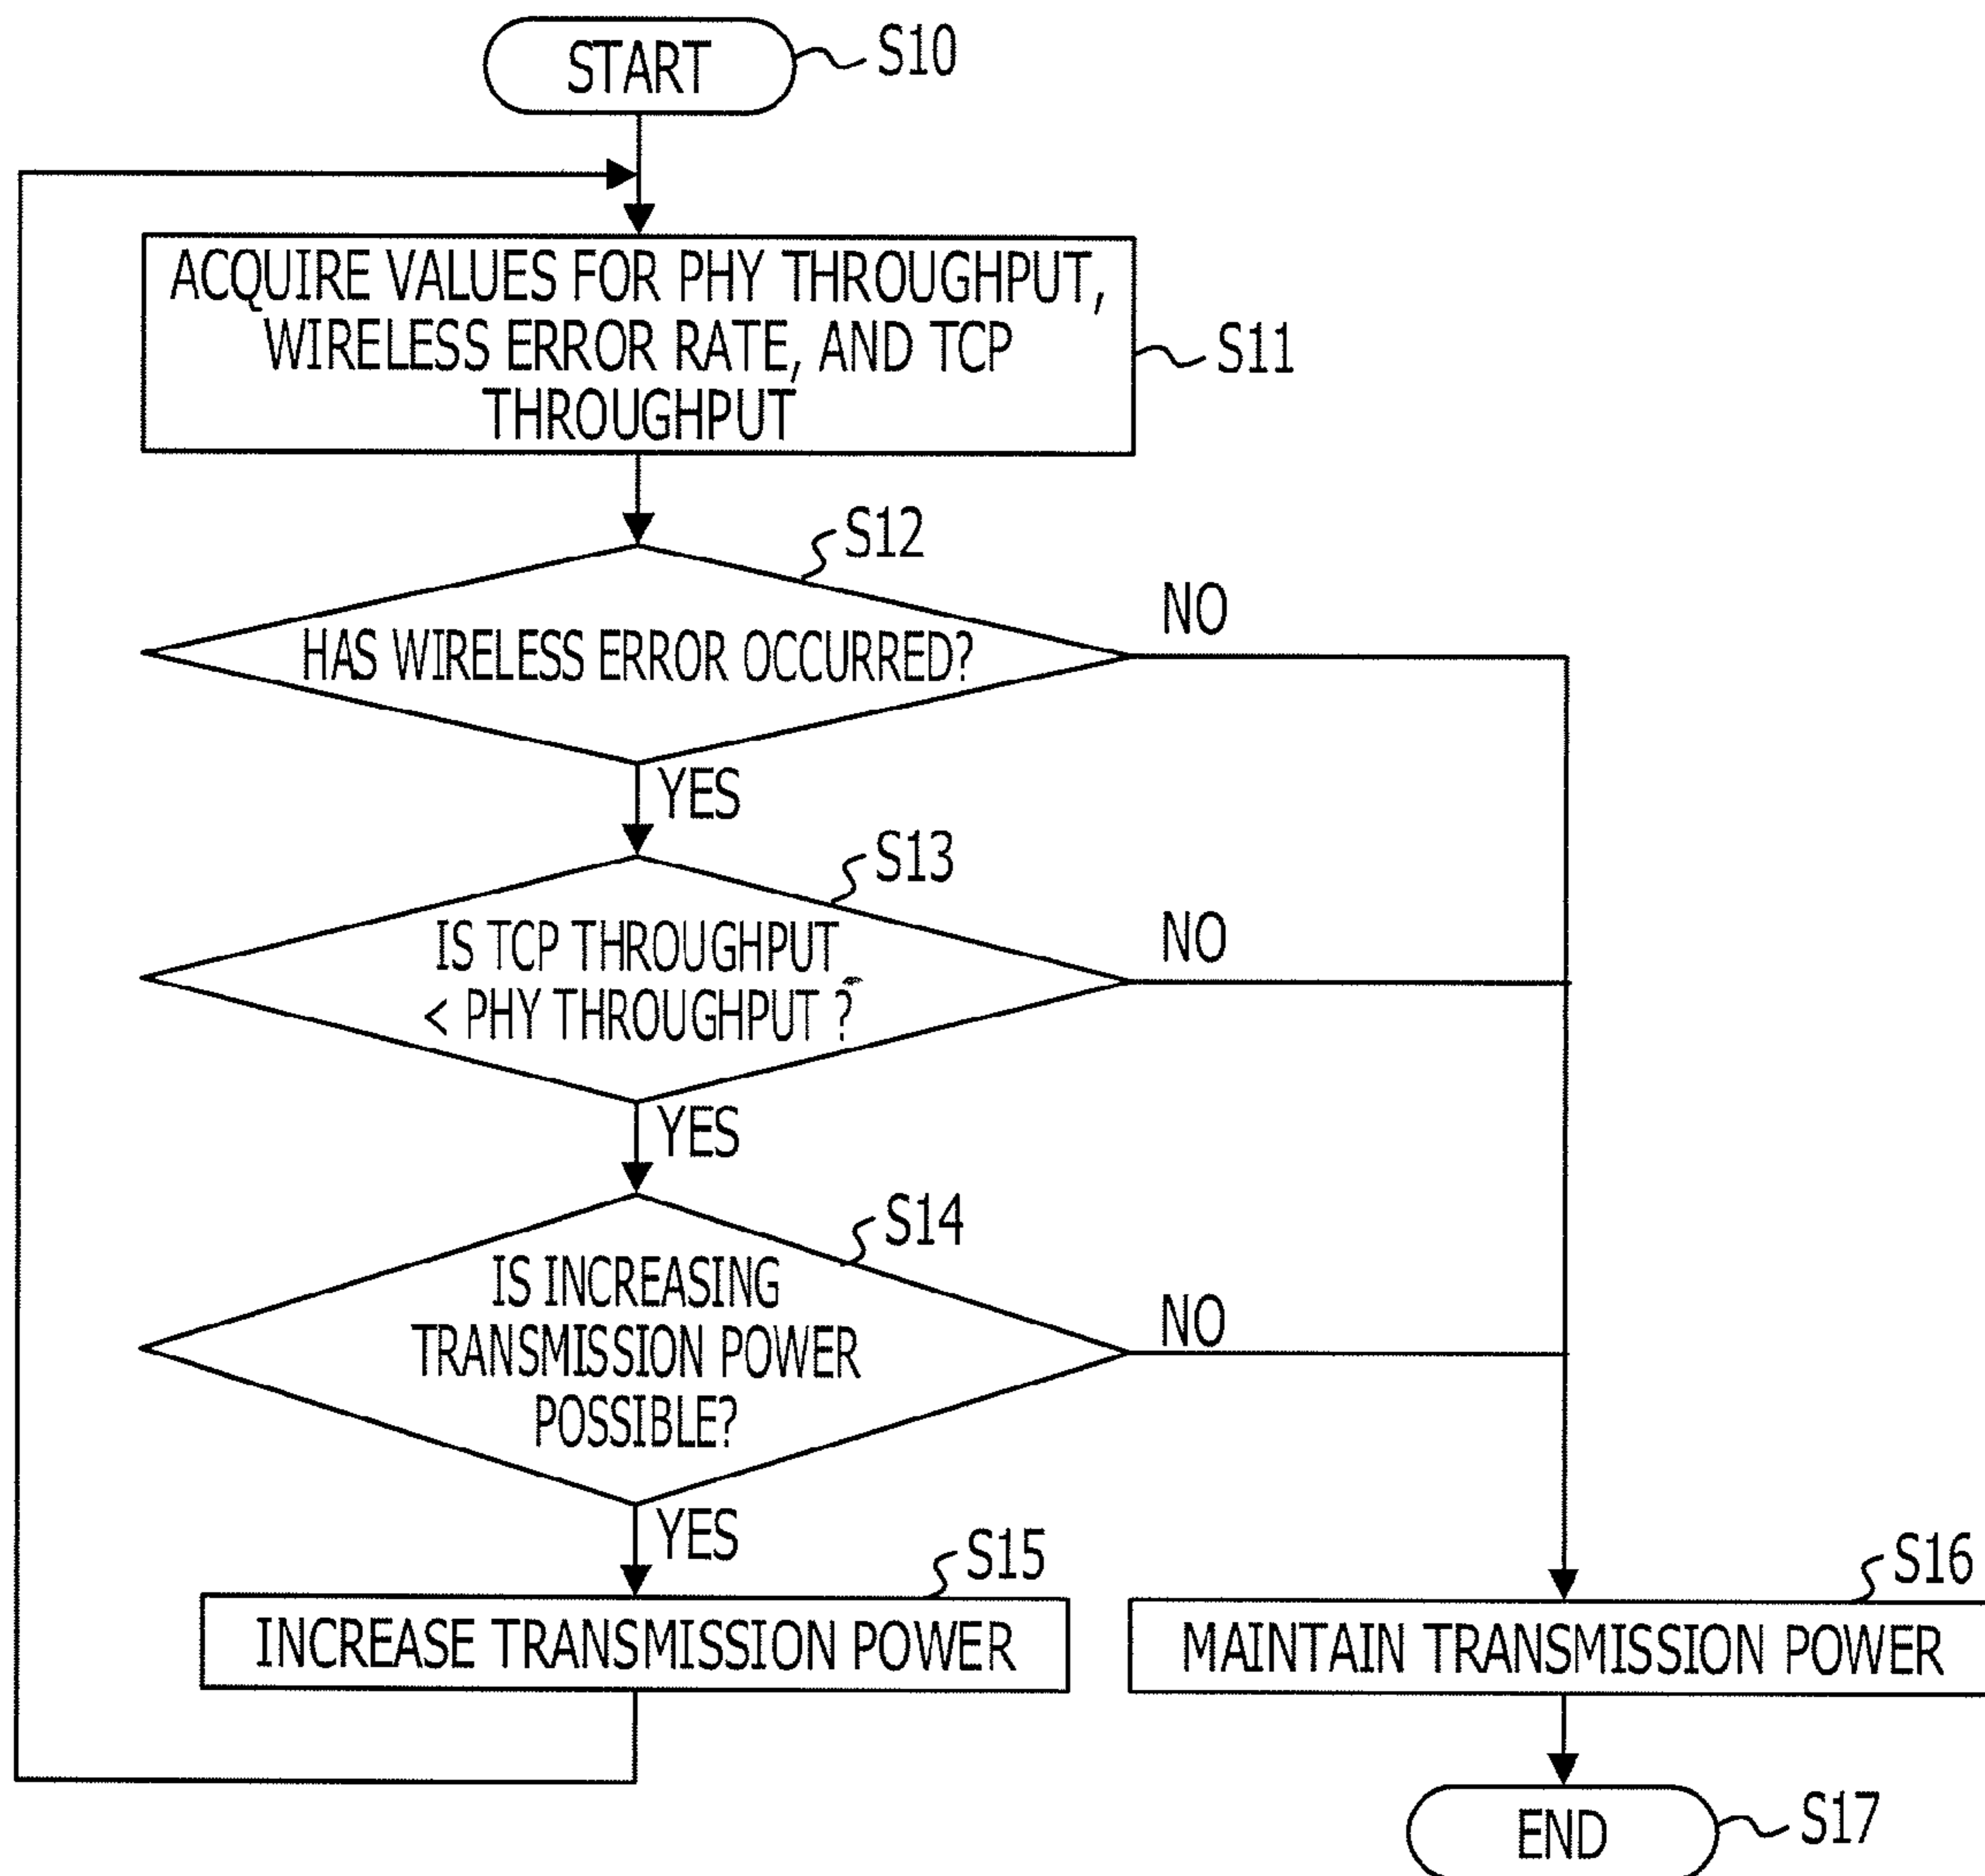 START
S10
ACQUIRE VALUES FOR PHY THROUGHPUT,
WIRELESS ERROR RATE, AND TCP
THROUGHPUT
S11
S12
HAS WIRELESS ERROR OCCURRED?
NO
YES
S13
IS TCP THROUGHPUT
< PHY THROUGHPUT ?
NO
YES
S14
IS INCREASING
TRANSMISSION POWER
POSSIBLE?
NO
YES
S15
INCREASE TRANSMISSION POWER
S16
MAINTAIN TRANSMISSION POWER
END
S17